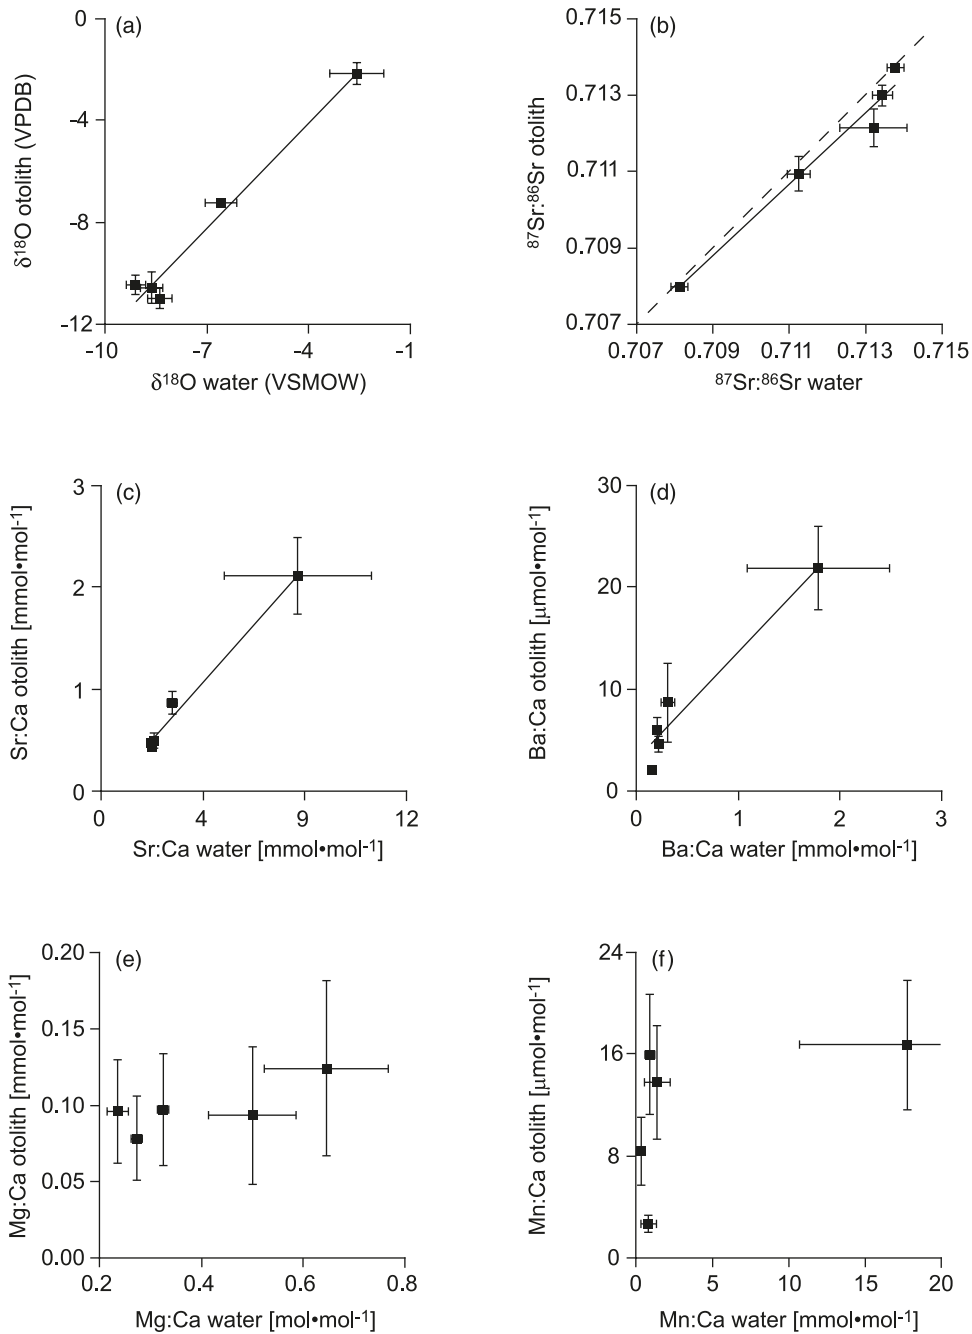 (a)
0
-4
-8
-12
-10
-7
-4
-1
δ¹⁸O otolith (VPDB)
δ¹⁸O water (VSMOW)
(b)
0.715
0.713
0.711
0.709
0.707
0.707
0.709
0.711
0.713
0.715
⁸⁷Sr:⁸⁶Sr otolith
⁸⁷Sr:⁸⁶Sr water
(c)
3
2
1
0
0
4
9
12
Sr:Ca otolith [mmol•mol⁻¹]
Sr:Ca water [mmol•mol⁻¹]
(d)
30
20
10
0
0
1
2
3
Ba:Ca otolith [μmol•mol⁻¹]
Ba:Ca water [mmol•mol⁻¹]
(e)
0.20
0.15
0.10
0.05
0.00
0.2
0.4
0.6
0.8
Mg:Ca otolith [mmol•mol⁻¹]
Mg:Ca water [mol•mol⁻¹]
(f)
24
16
8
0
0
5
10
15
20
Mn:Ca otolith [μmol•mol⁻¹]
Mn:Ca water [mmol•mol⁻¹]